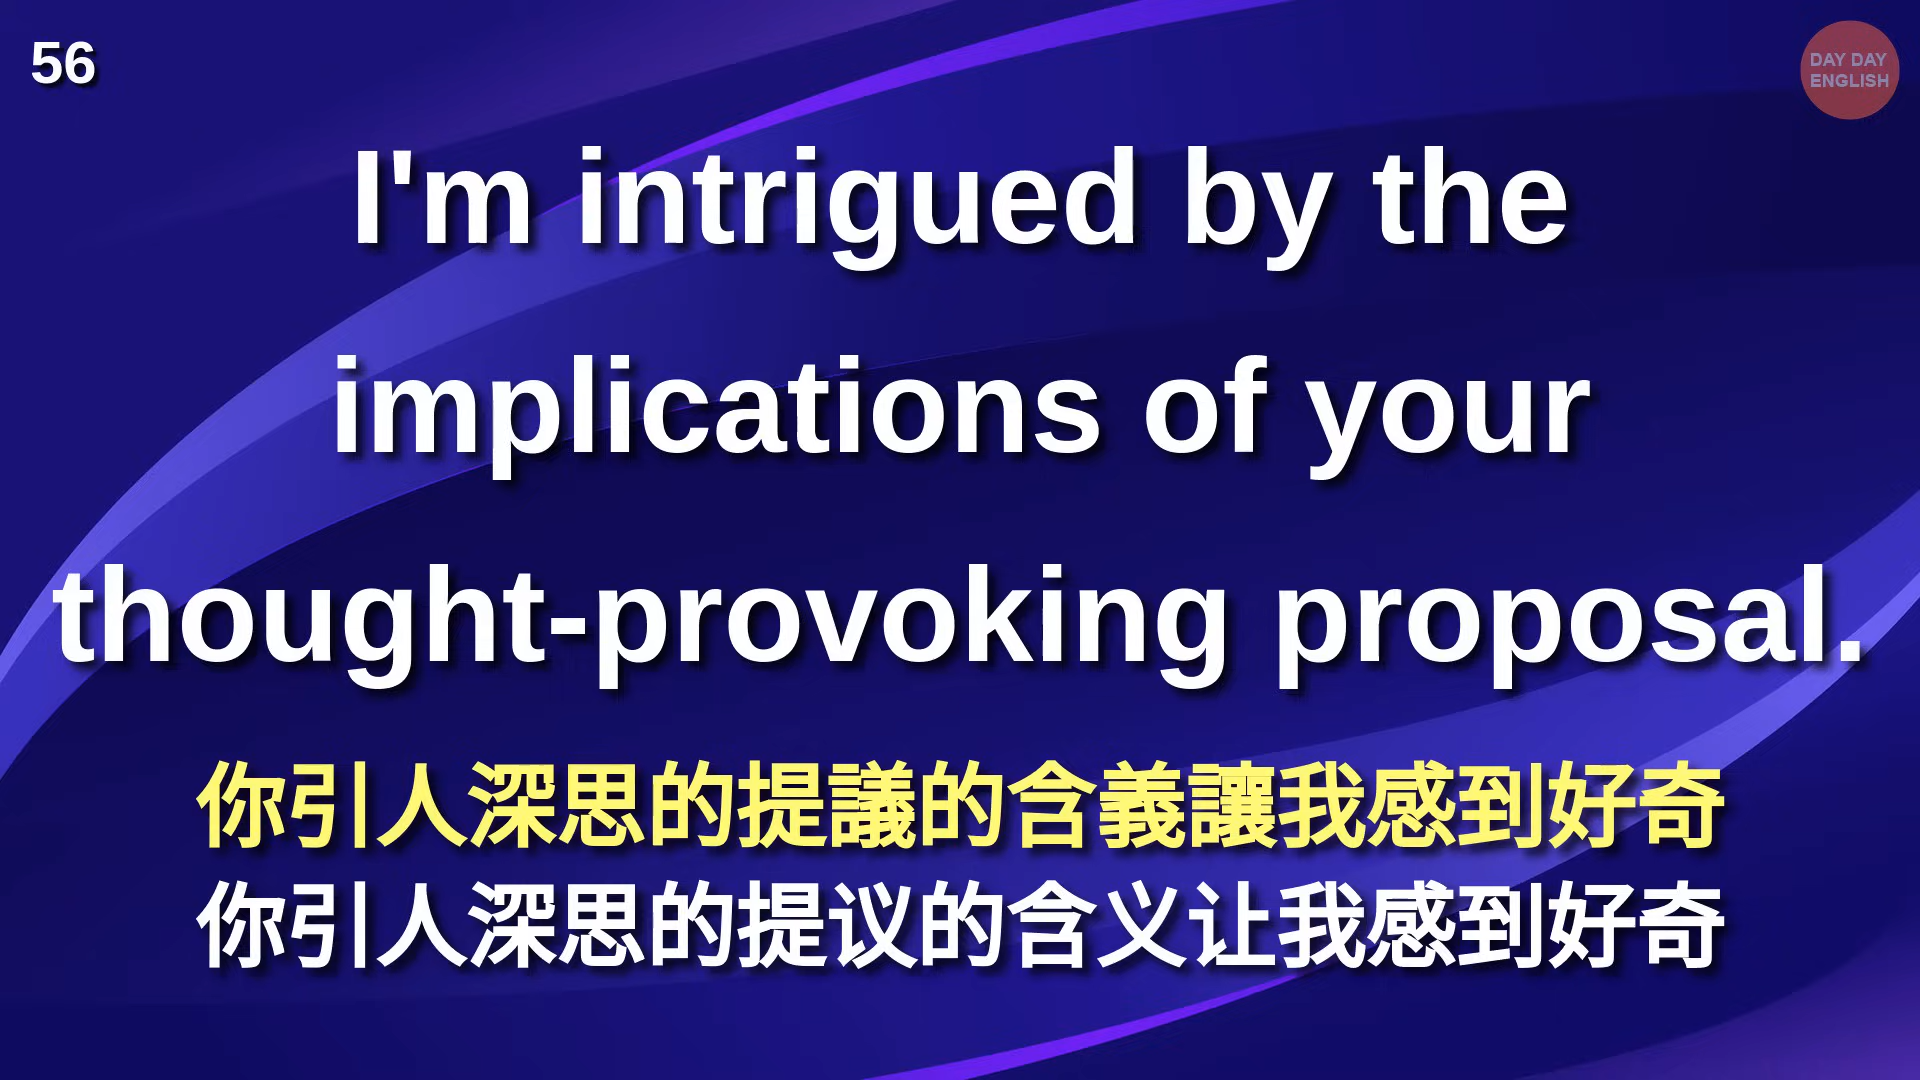 56
DAY DAY
ENGLISH
I'm intrigued by the
implications of your
thought-provoking proposal.
你引人深思的提議的含義讓我感到好奇
你引人深思的提议的含义让我感到好奇